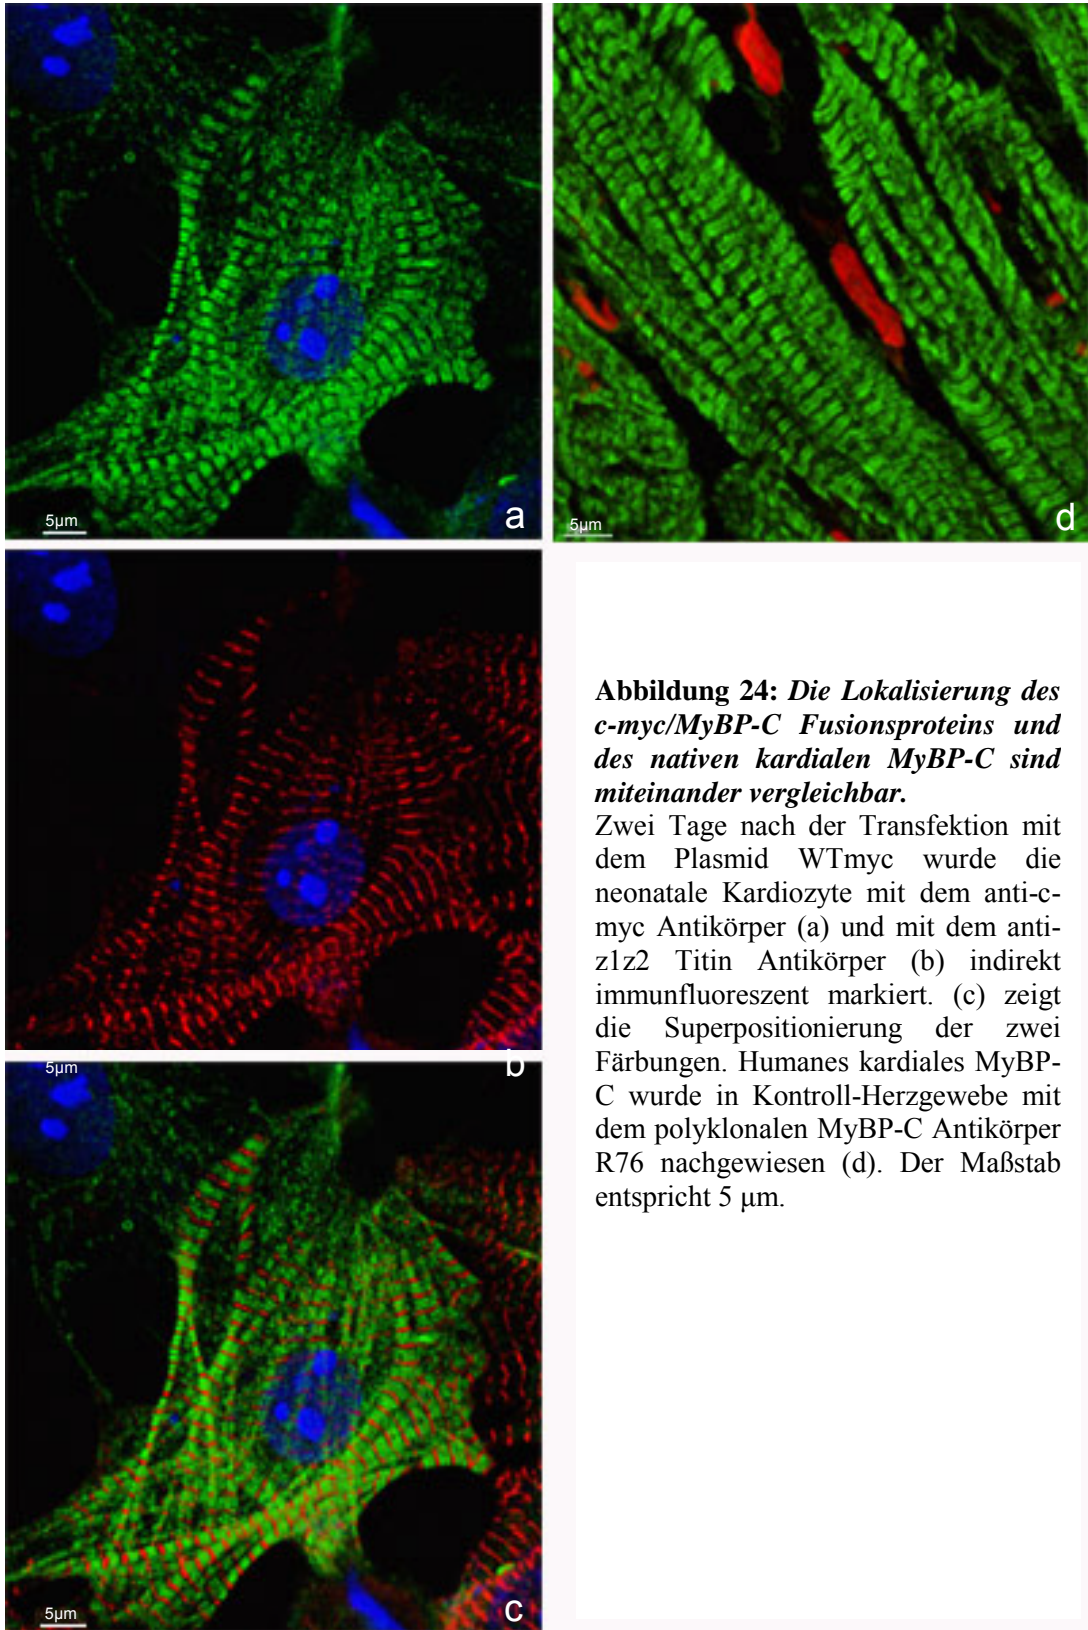 5µm
a
5µm
d
5µm
b
Abbildung 24: Die Lokalisierung des
c-myc/MyBP-C Fusionsproteins und
des nativen kardialen MyBP-C sind
miteinander vergleichbar.
Zwei Tage nach der Transfektion mit
dem Plasmid WTmyc wurde die
neonatale Kardiozyte mit dem anti-c-
myc Antikörper (a) und mit dem anti-
z1z2 Titin Antikörper (b) indirekt
immunfluoreszent markiert. (c) zeigt
die Superpositionierung der zwei
Färbungen. Humanes kardiales MyBP-
C wurde in Kontroll-Herzgewebe mit
dem polyklonalen MyBP-C Antikörper
R76 nachgewiesen (d). Der Maßstab
entspricht 5 µm.
5µm
c